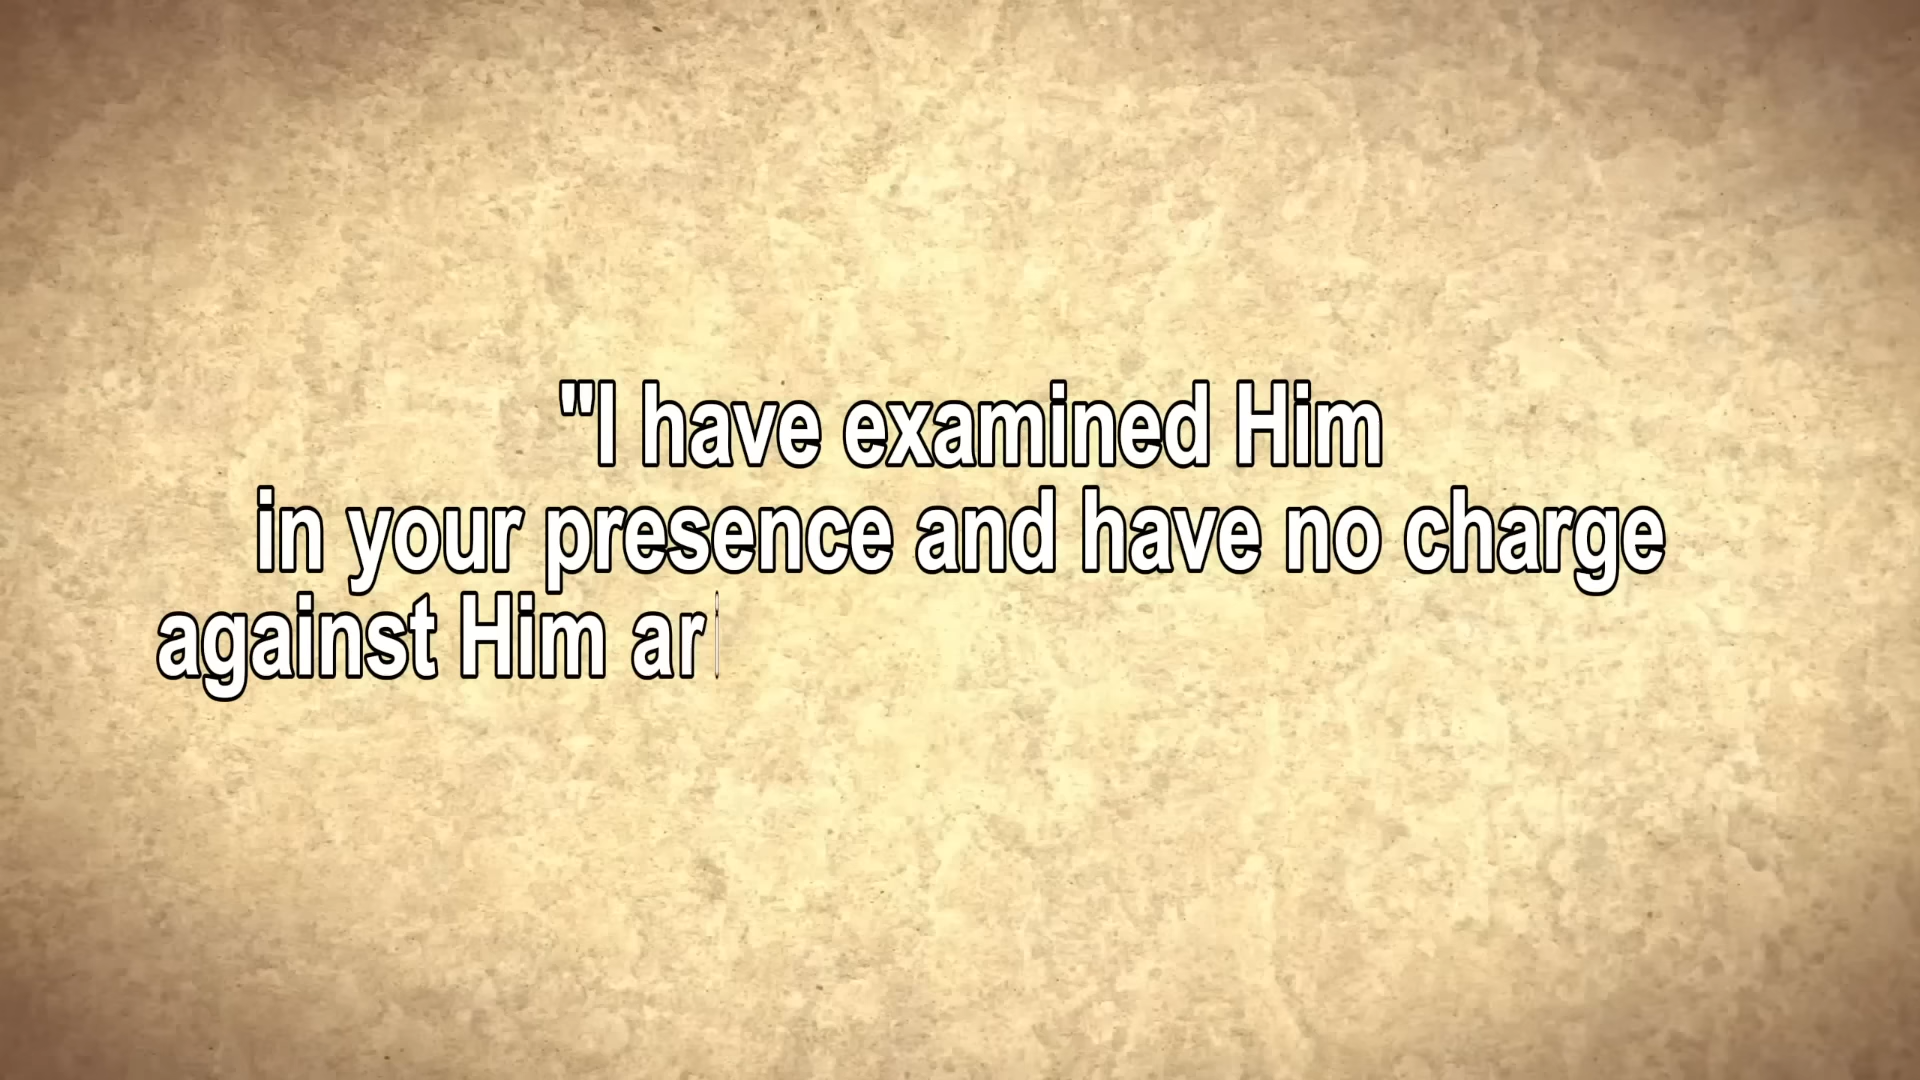 "I have examined Him
in your presence and have no charge
against Him ar